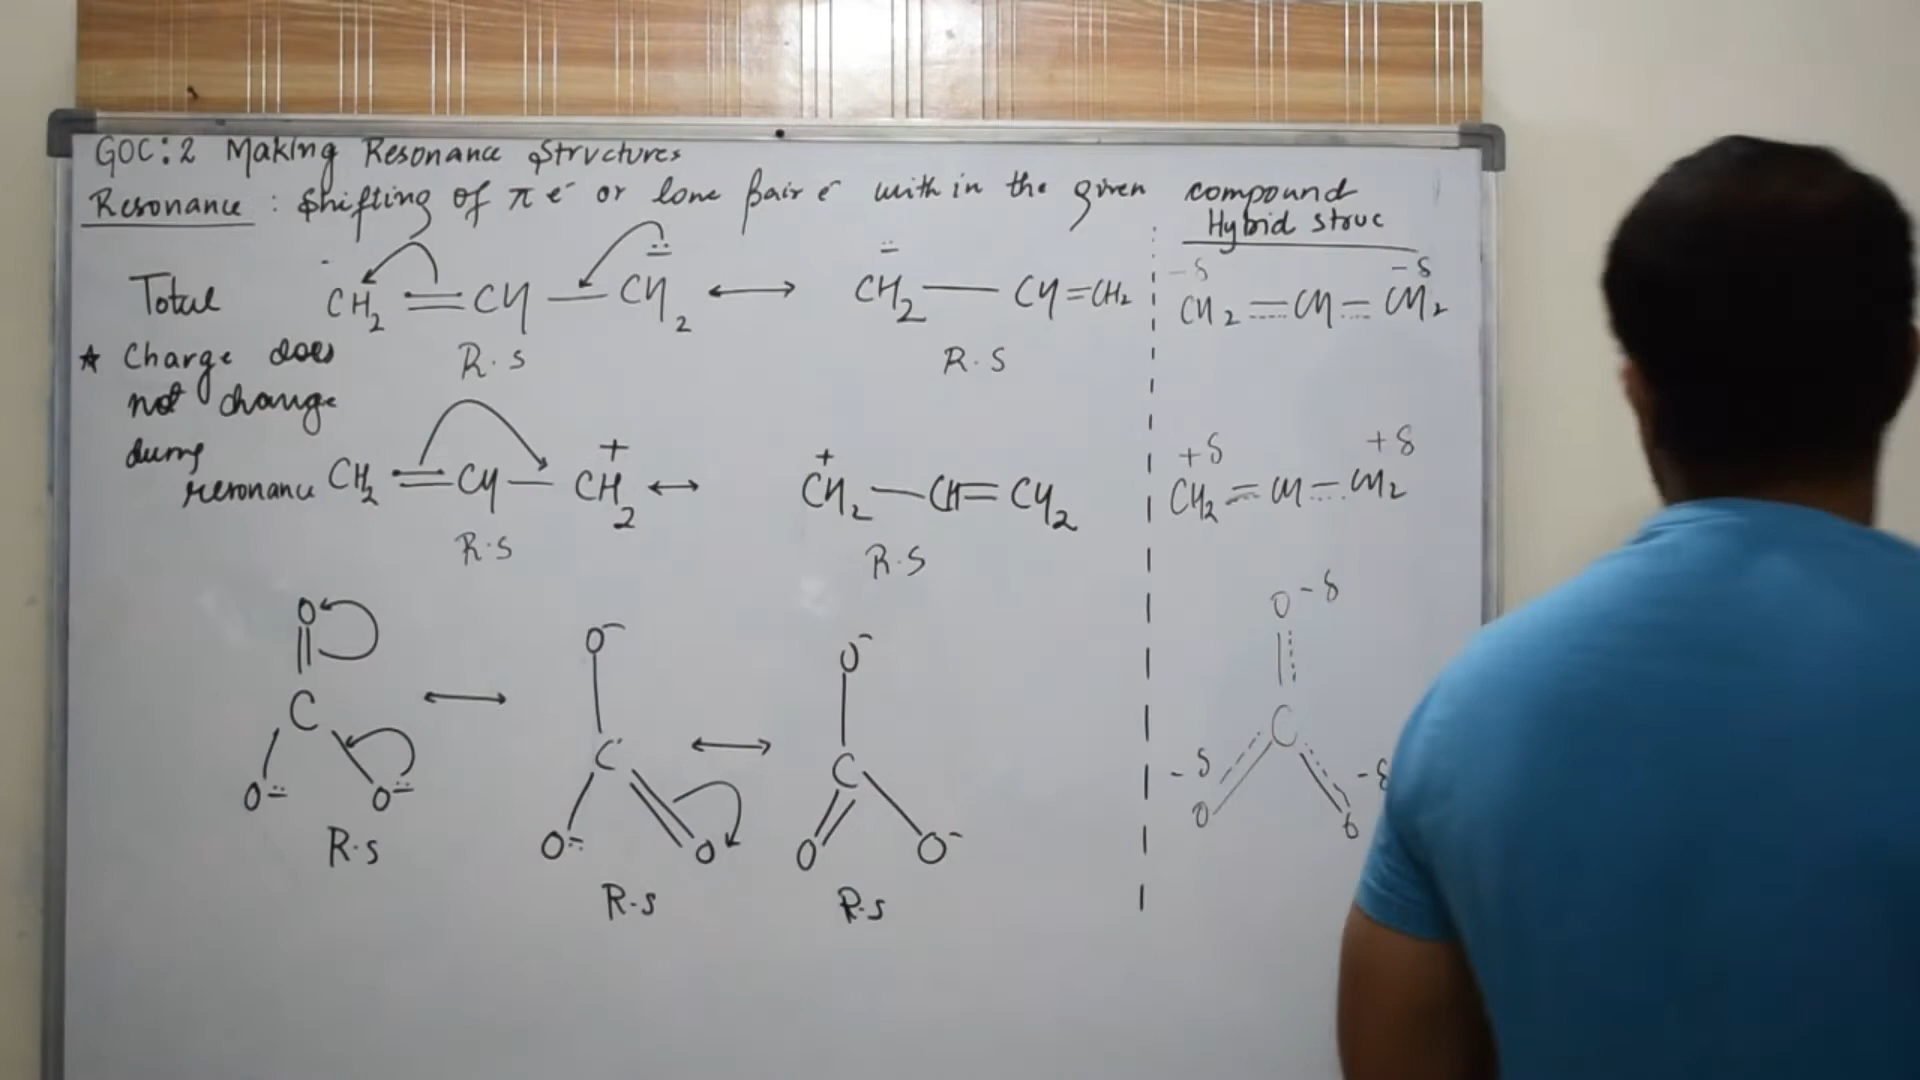 GOC: 2 Making Resonance Structures
Resonance : Shifting of π e⁻ or lone pair e⁻ with in the given compound
Hybrid struc
Total
* Charge does
not change
during
resonance
CH₂ = CH — C̈H₂⁻ ↔ C̈H₂⁻ — CH = CH₂
-δ -δ
CH₂ = CH = CH₂
R.S R.S
CH₂ = CH — CH₂⁺ ↔ CH₂⁺ — CH = CH₂
+δ +δ
CH₂ = CH = CH₂
R.S R.S
O O⁻ O⁻ O-δ
C ↔ C ↔ C C
-δ -δ
O⁻ O⁻ O⁻ O O O⁻ O O
R.S R.S R.S